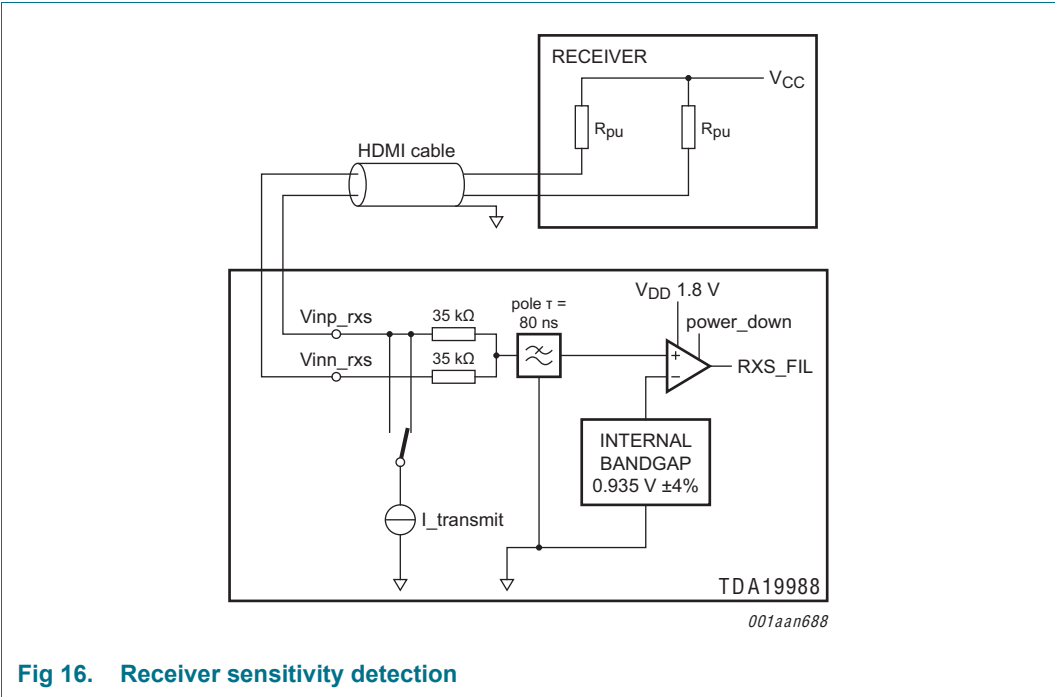 RECEIVER
VCC
Rpu
Rpu
HDMI cable
VDD 1.8 V
pole τ =
80 ns
power_down
Vinp_rxs
35 kΩ
Vinn_rxs
35 kΩ
+
−
RXS_FIL
INTERNAL
BANDGAP
0.935 V ±4%
I_transmit
TDA19988
001aan688
Fig 16. Receiver sensitivity detection